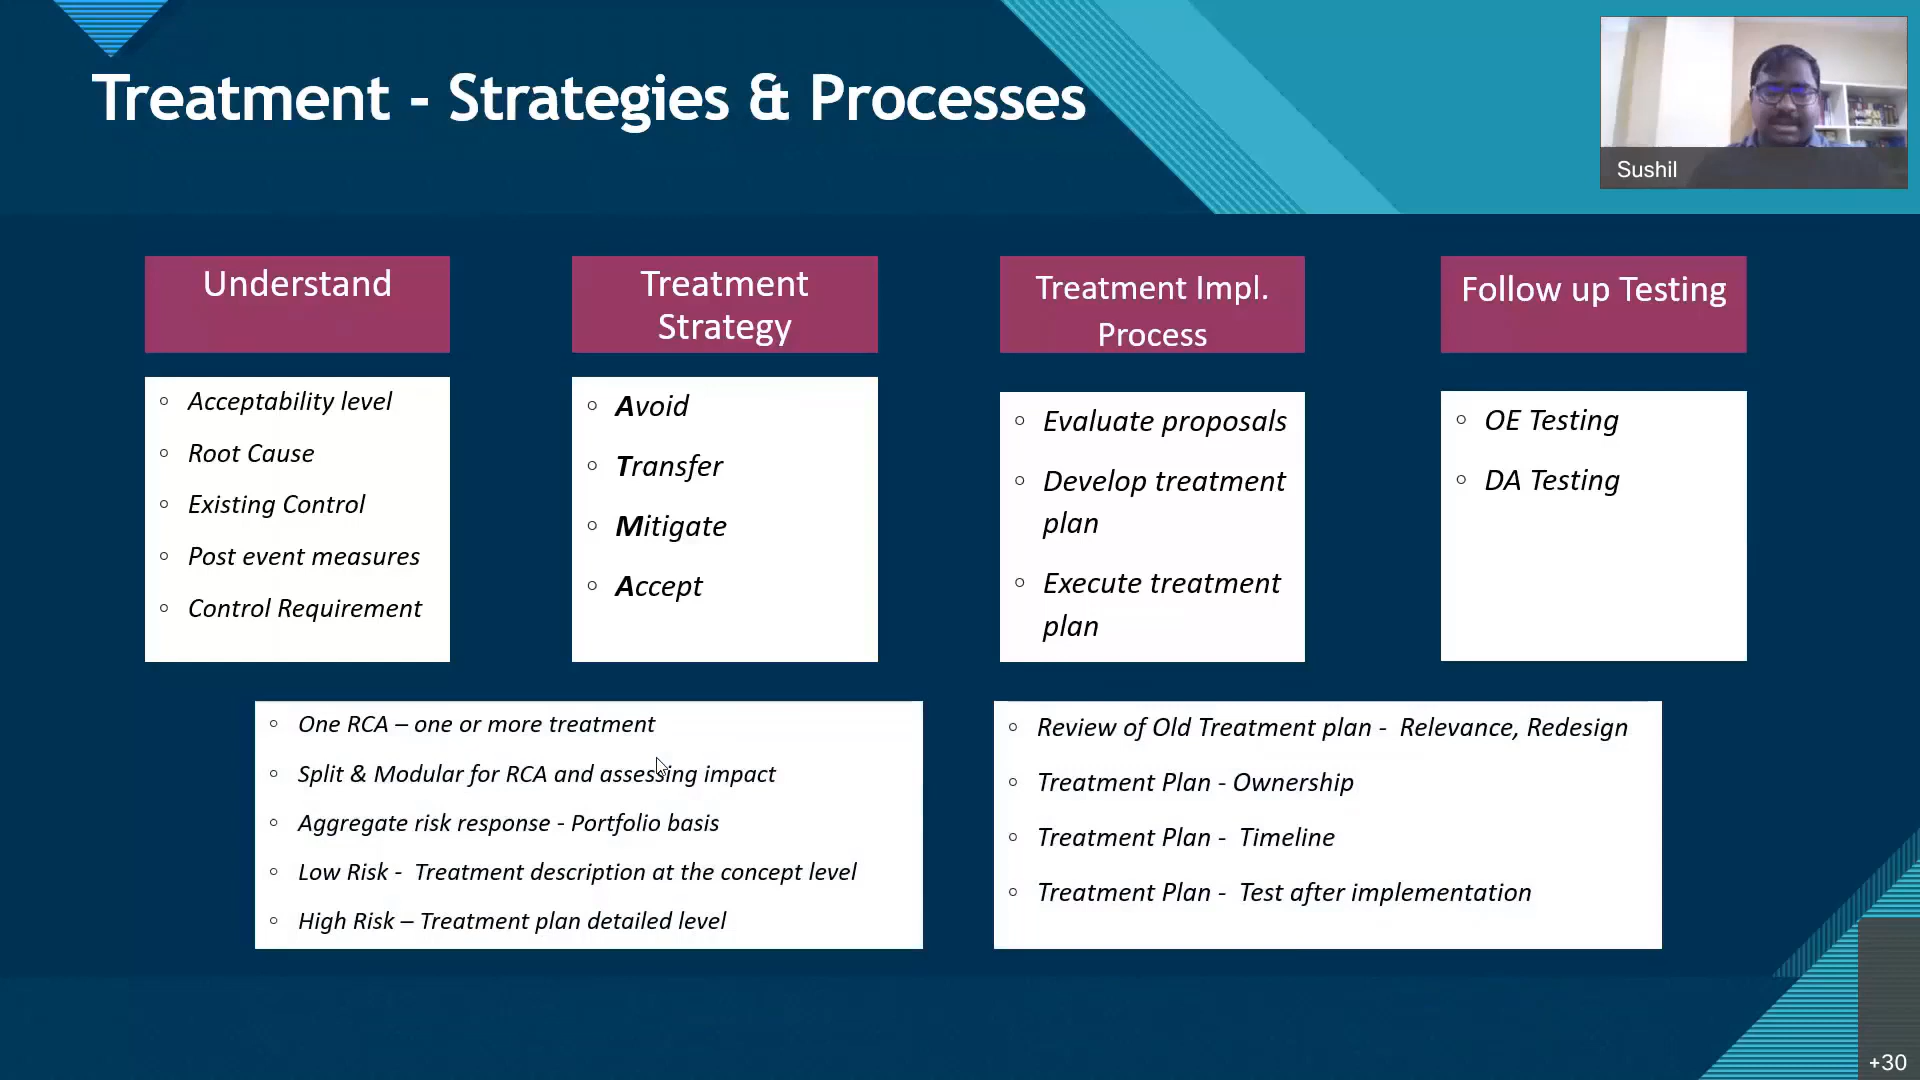 Treatment - Strategies & Processes
Sushil
Understand
Acceptability level
Root Cause
Existing Control
Post event measures
Control Requirement
Treatment
Strategy
Avoid
Transfer
Mitigate
Accept
Treatment Impl.
Process
Evaluate proposals
Develop treatment
plan
Execute treatment
plan
Follow up Testing
OE Testing
DA Testing
One RCA – one or more treatment
Split & Modular for RCA and assessing impact
Aggregate risk response - Portfolio basis
Low Risk - Treatment description at the concept level
High Risk – Treatment plan detailed level
Review of Old Treatment plan - Relevance, Redesign
Treatment Plan - Ownership
Treatment Plan - Timeline
Treatment Plan - Test after implementation
+30